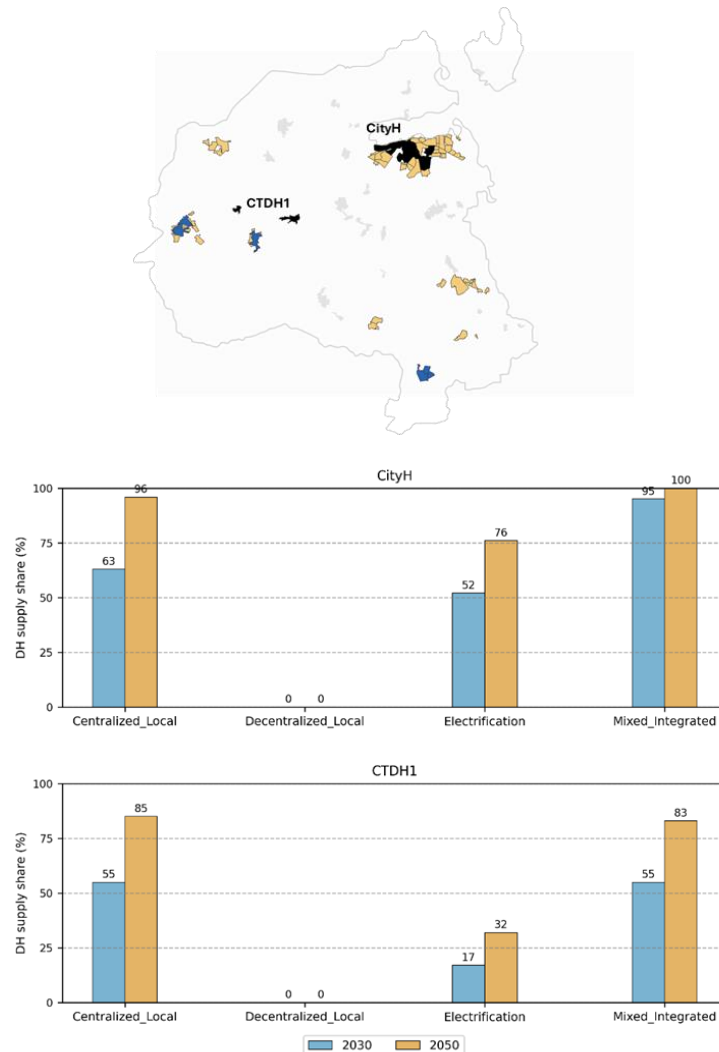 CityH
CTDH1
CityH
DH supply share (%)
100
75
50
25
0
63
96
0
0
52
76
95
100
Centralized_Local
Decentralized_Local
Electrification
Mixed_Integrated
CTDH1
DH supply share (%)
100
75
50
25
0
55
85
0
0
17
32
55
83
Centralized_Local
Decentralized_Local
Electrification
Mixed_Integrated
2030
2050